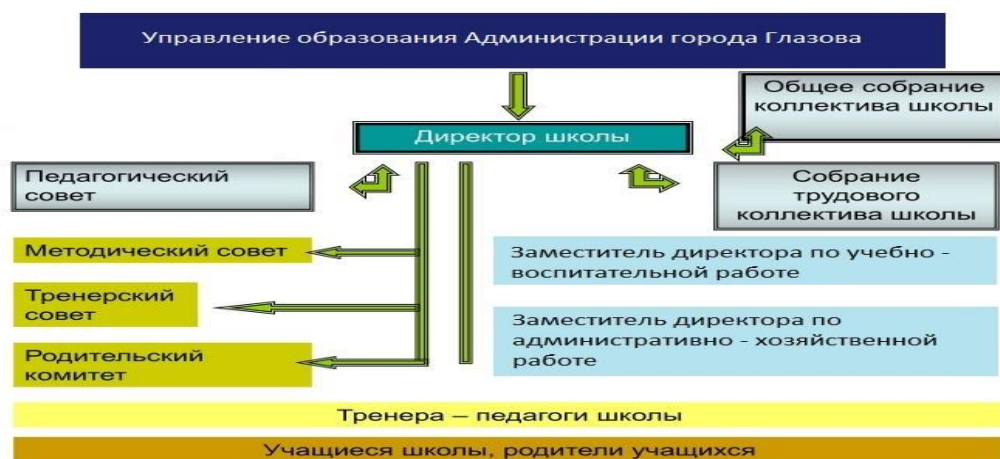 Управление образования Администрации города Глазова
Общее собрание
коллектива школы
Директор школы
Педагогический
совет
Собрание
трудового
коллектива школы
Методический совет
Заместитель директора по учебно -
воспитательной работе
Тренерский
совет
Заместитель директора по
административно - хозяйственной
работе
Родительский
комитет
Тренера – педагоги школы
Учащиеся школы, родители учащихся